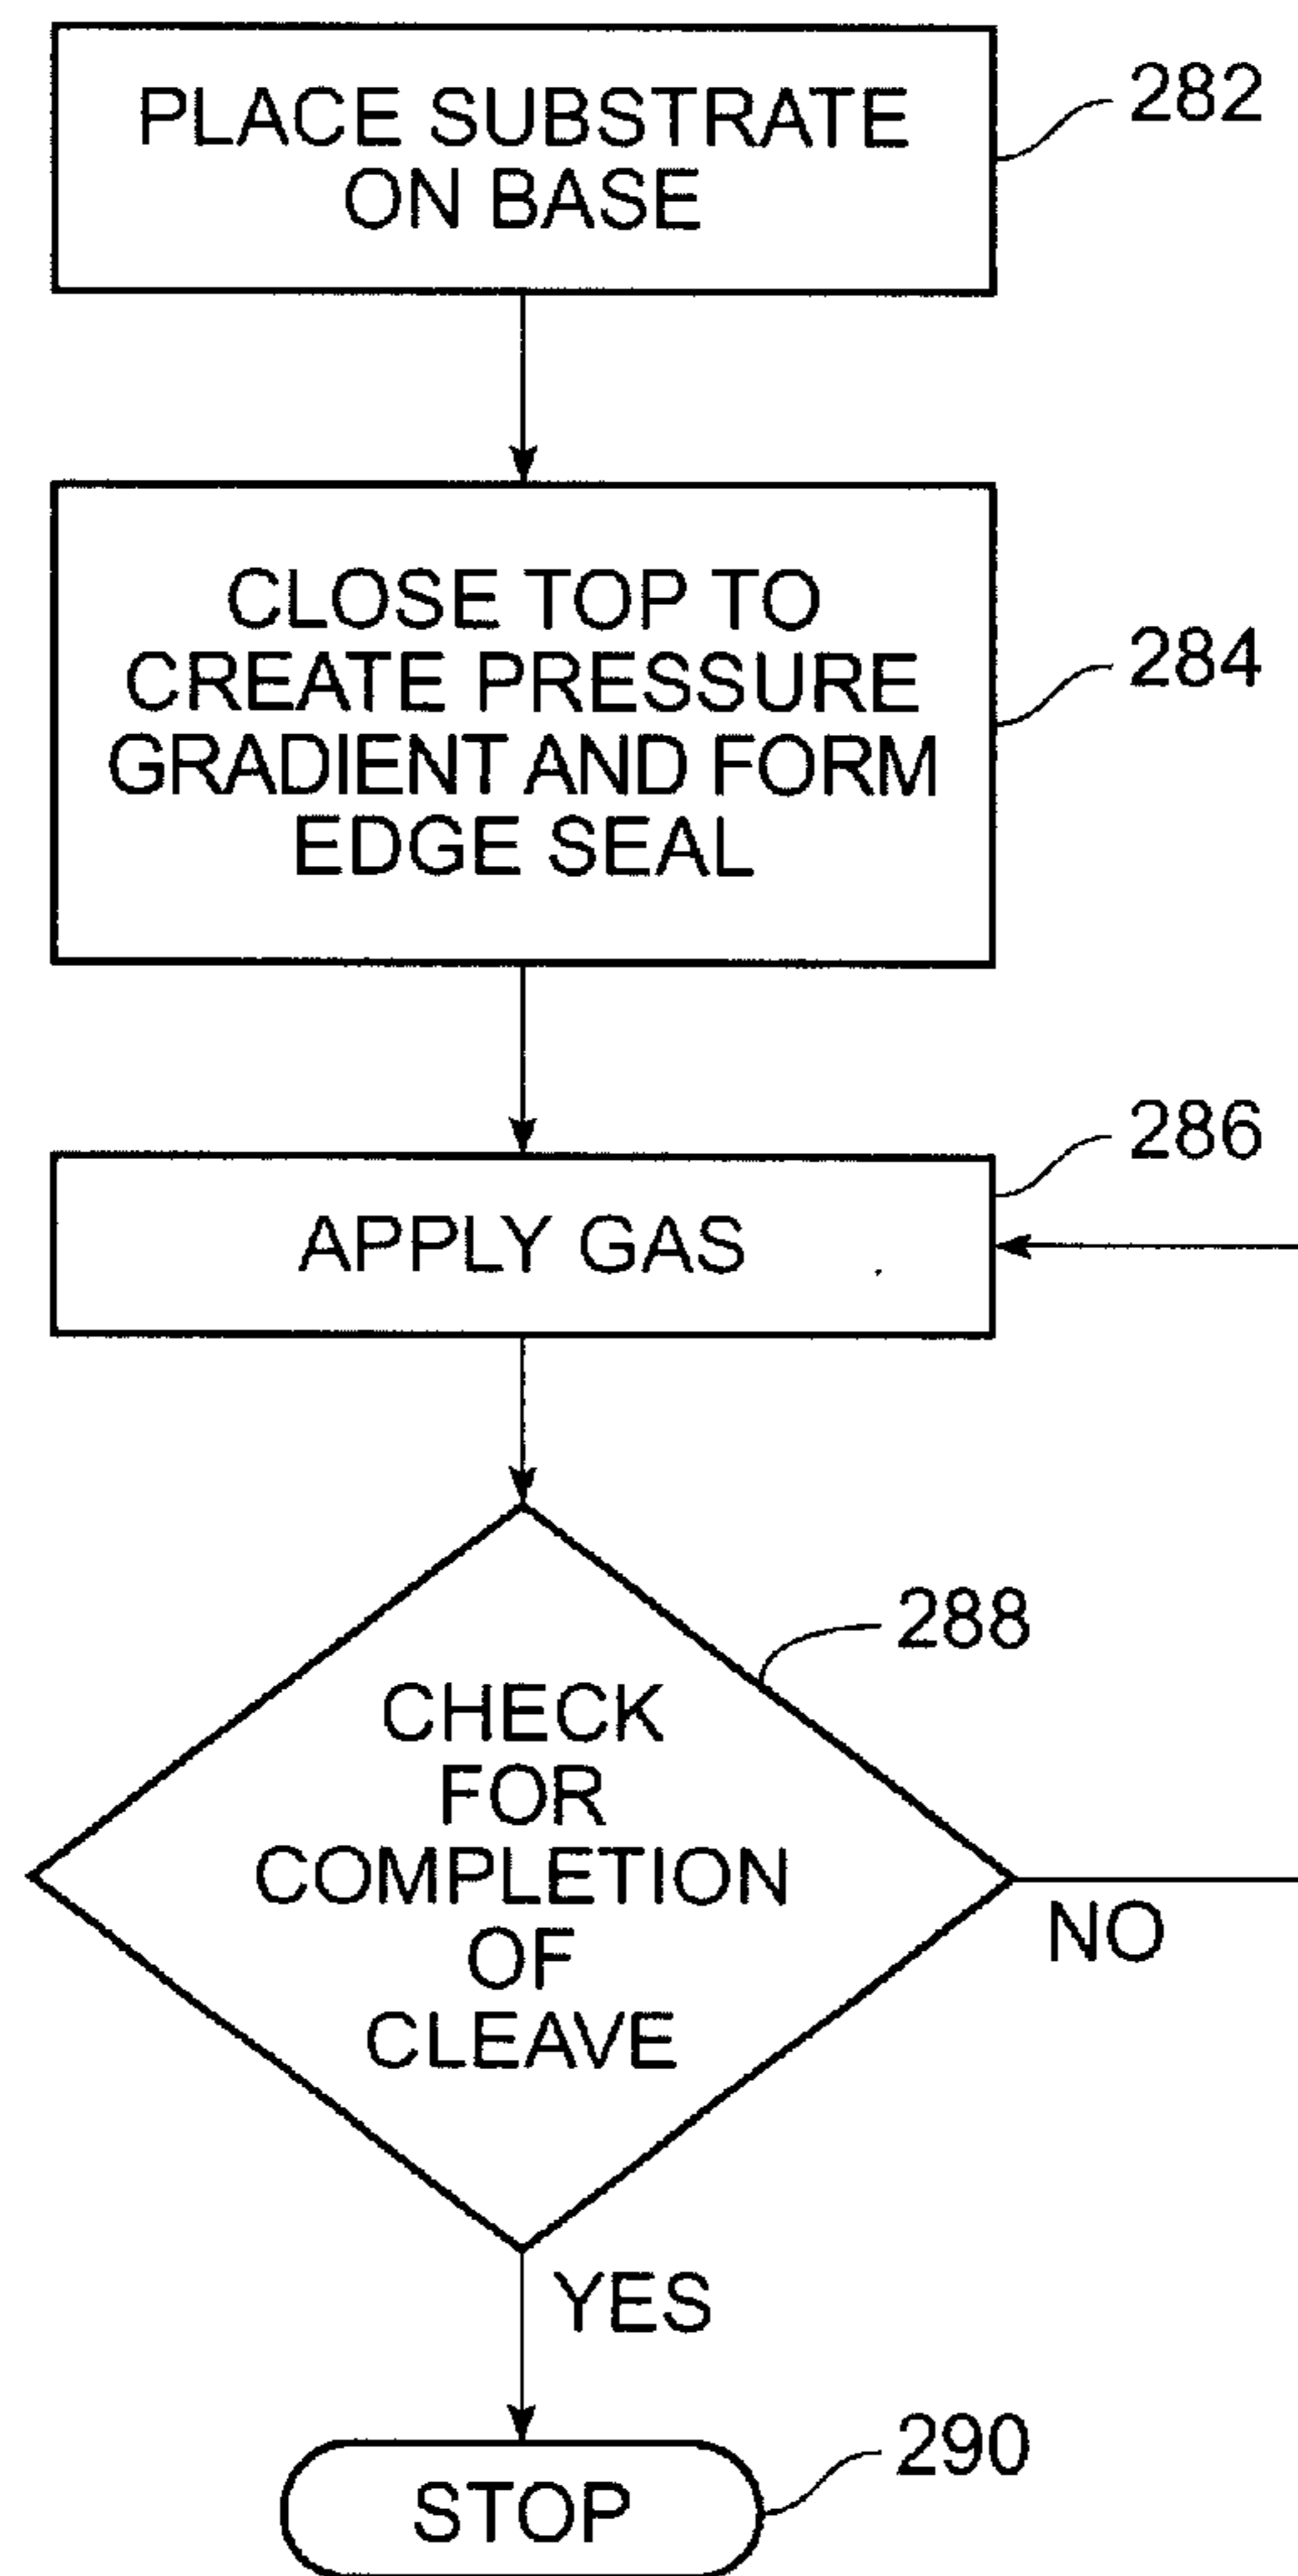 PLACE SUBSTRATE
ON BASE
282
CLOSE TOP TO
CREATE PRESSURE
GRADIENT AND FORM
EDGE SEAL
284
286
APPLY GAS
288
CHECK
FOR
COMPLETION
OF
CLEAVE
NO
YES
290
STOP